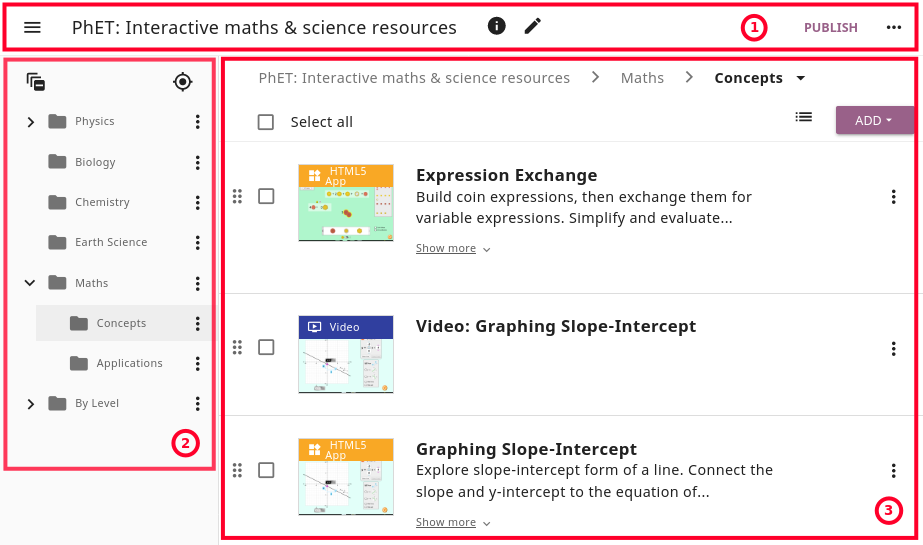 PhET: Interactive maths & science resources
1
PUBLISH
Physics
Biology
Chemistry
Earth Science
Maths
Concepts
Applications
By Level
2
PhET: Interactive maths & science resources > Maths > Concepts
Select all
ADD
HTML5
App
Expression Exchange
Build coin expressions, then exchange them for
variable expressions. Simplify and evaluate...
Show more
Video
Video: Graphing Slope-Intercept
HTML5
App
Graphing Slope-Intercept
Explore slope-intercept form of a line. Connect the
slope and y-intercept to the equation of...
Show more
3